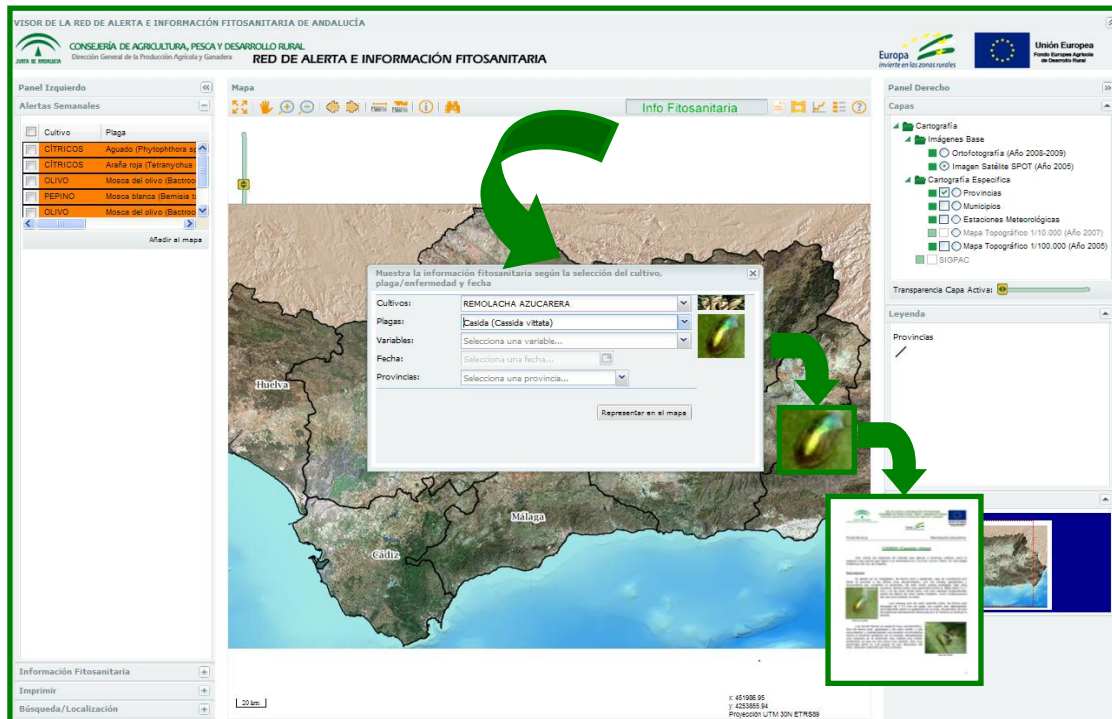 VISOR DE LA RED DE ALERTA E INFORMACIÓN FITOSANITARIA DE ANDALUCÍA
JUNTA DE ANDALUCIA
CONSEJERÍA DE AGRICULTURA, PESCA Y DESARROLLO RURAL
Dirección General de la Producción Agrícola y Ganadera
RED DE ALERTA E INFORMACIÓN FITOSANITARIA
Europa
invierte en las zonas rurales
Unión Europea
Fondo Europeo Agrícola
de Desarrollo Rural
Panel Izquierdo
Alertas Semanales
Cultivo Plaga
CÍTRICOS Aguado (Phytophthora sp
CÍTRICOS Araña roja (Tetranychus
OLIVO Mosca del olivo (Bactroc
PEPINO Mosca blanca (Bemisia ta
OLIVO Mosca del olivo (Bactroc
Añadir al mapa
Información Fitosanitaria
Imprimir
Búsqueda/Localización
Mapa
Info Fitosanitaria
Muestra la información fitosanitaria según la selección del cultivo,
plaga/enfermedad y fecha
Cultivos: REMOLACHA AZUCARERA
Plagas: Casida (Cassida vittata)
Variables: Selecciona una variable...
Fecha: Selecciona una fecha...
Provincias: Selecciona una provincia...
Representar en el mapa
Huelva
Málaga
Cádiz
20 km
x: 451986.95
y: 4253855.94
Proyección UTM 30N ETRS89
Panel Derecho
Capas
Cartografía
Imágenes Base
Ortofotografía (Año 2008-2009)
Imagen Satélite SPOT (Año 2005)
Cartografía Específica
Provincias
Municipios
Estaciones Meteorológicas
Mapa Topográfico 1/10.000 (Año 2007)
Mapa Topográfico 1/100.000 (Año 2005)
SIGPAC
Transparencia Capa Activa:
Leyenda
Provincias